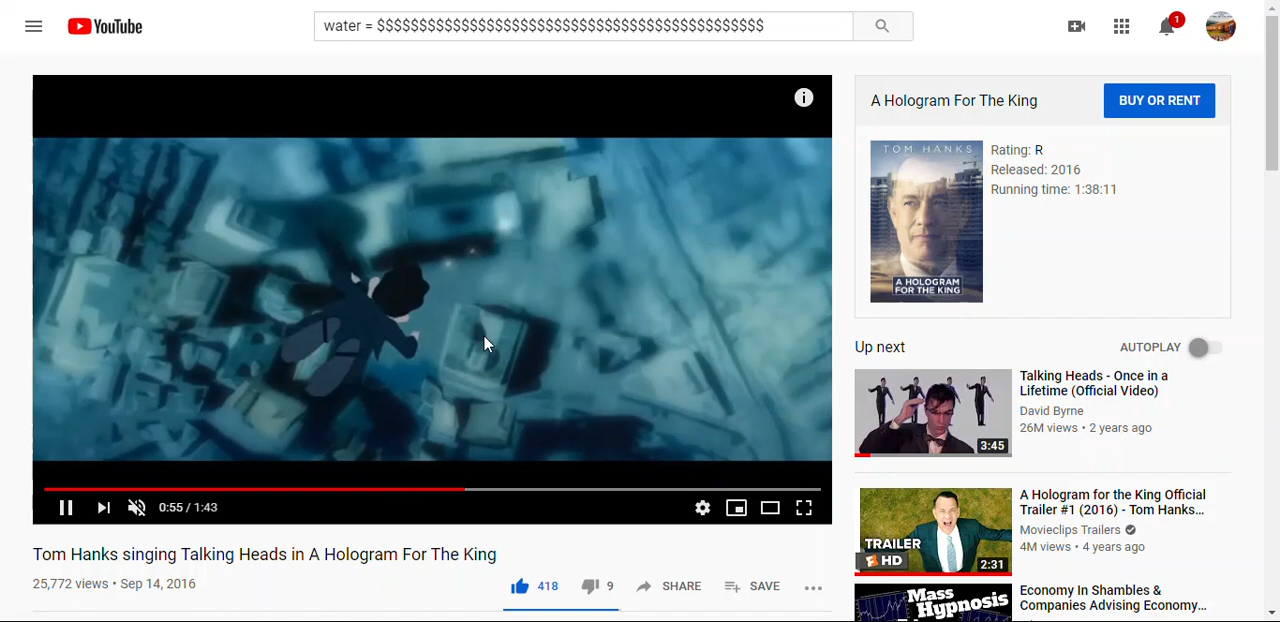 YouTube
water = $$$$$$$$$$$$$$$$$$$$$$$$$$$$$$$$$$$$$$$$$$$$$$$
1
i
0:55 / 1:43
Tom Hanks singing Talking Heads in A Hologram For The King
25,772 views • Sep 14, 2016
418
9
SHARE
SAVE
A Hologram For The King
BUY OR RENT
TOM HANKS
A HOLOGRAM
FOR THE KING
Rating: R
Released: 2016
Running time: 1:38:11
Up next
AUTOPLAY
3:45
Talking Heads - Once in a
Lifetime (Official Video)
David Byrne
26M views • 2 years ago
TRAILER
HD
2:31
A Hologram for the King Official
Trailer #1 (2016) - Tom Hanks...
Movieclips Trailers
4M views • 4 years ago
Mass
Hypnosis
Economy In Shambles &
Companies Advising Economy...